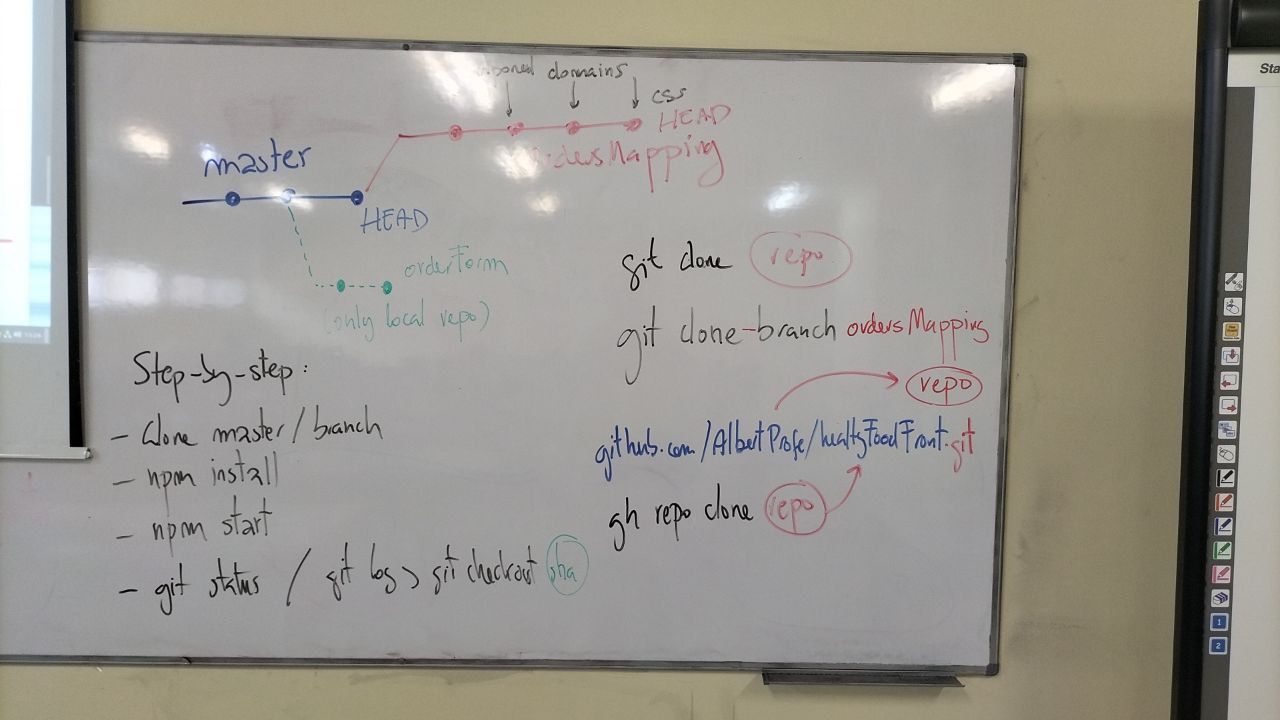 domains
css
HEAD
ordersMapping
master
HEAD
orderForm
(only local repo)
git clone repo
git clone-branch ordersMapping
repo
github.com/AlbertProfe/healthyFoodFront.git
gh repo clone repo
Step-by-step:
- Clone master/branch
- npm install
- npm start
- git status / git log > git checkout sha
Sta
1
2